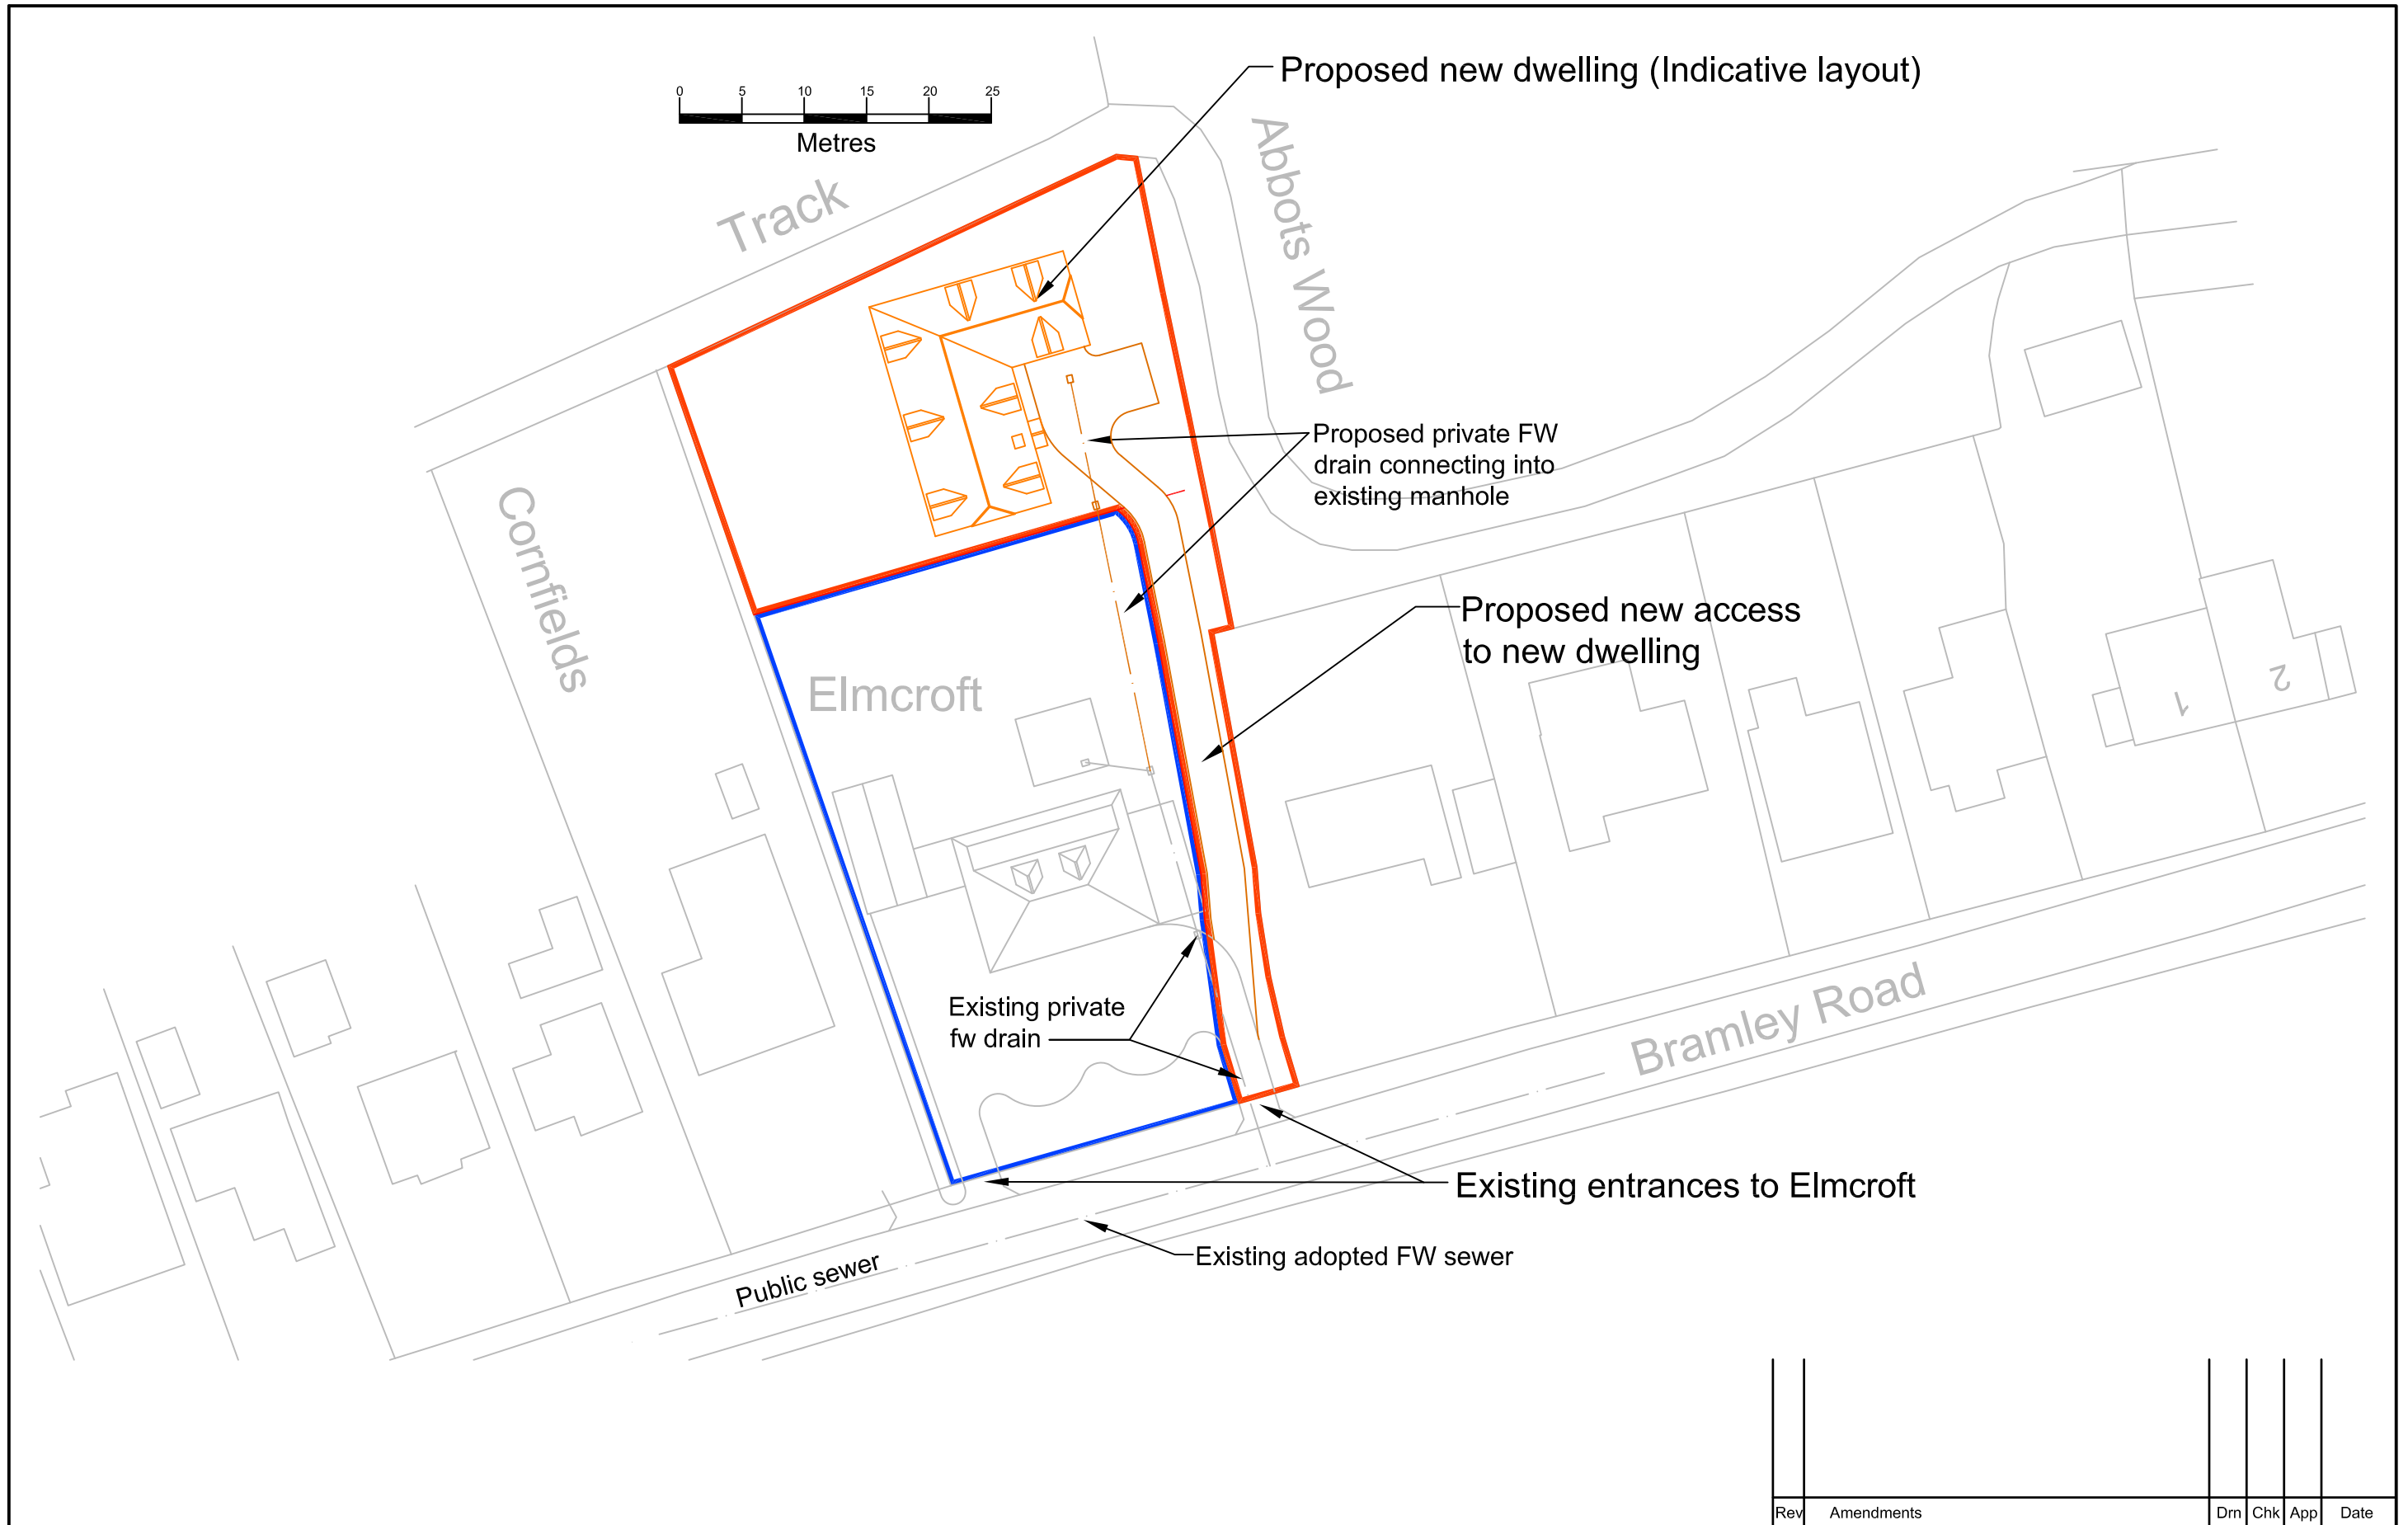 Proposed new dwelling (Indicative layout)
0 5 10 15 20 25
Metres
Track
Abbots Wood
Proposed private FW
drain connecting into
existing manhole
Cornfields
Proposed new access
to new dwelling
Elmcroft
1
2
Existing private
fw drain
Bramley Road
Existing entrances to Elmcroft
Existing adopted FW sewer
Public sewer
Rev Amendments Drn Chk App Date